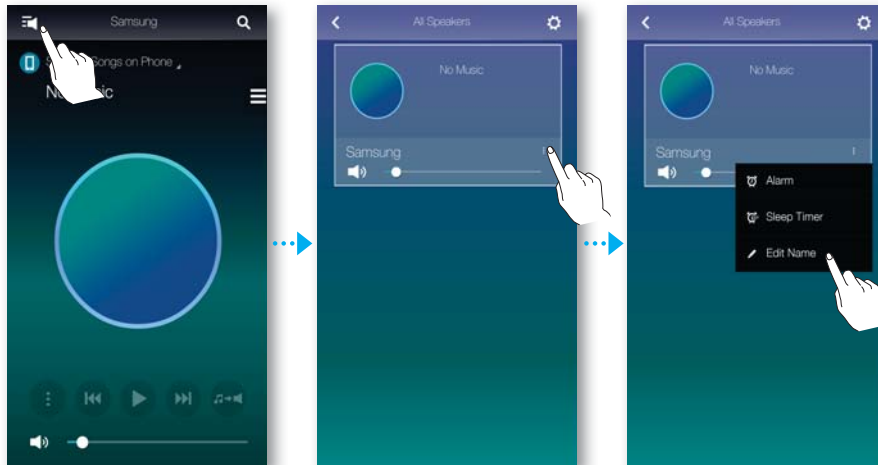 Samsung
Songs on Phone
No
All Speakers
No Music
Samsung
All Speakers
No Music
Samsung
Alarm
Sleep Timer
Edit Name